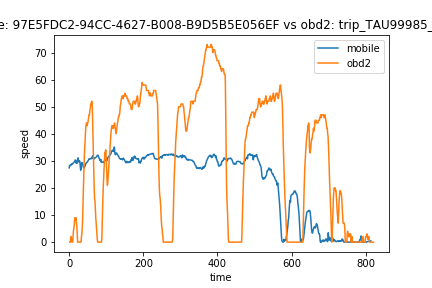 e: 97E5FDC2-94CC-4627-B008-B9D5B5E056EF vs obd2: trip_TAU99985_
mobile
obd2
speed
70
60
50
40
30
20
10
0
0 200 400 600 800
time